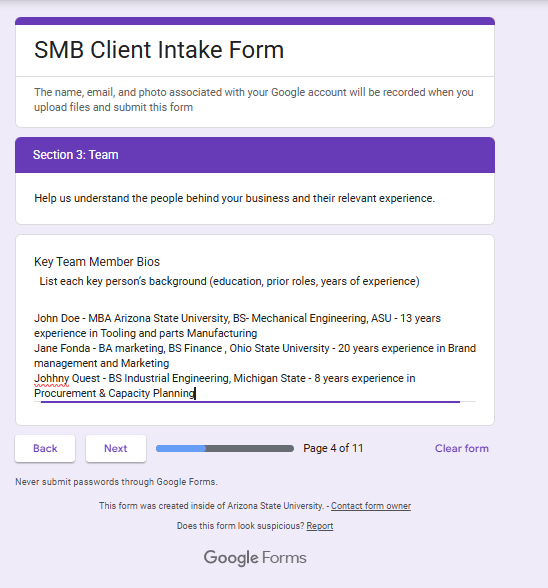 SMB Client Intake Form
The name, email, and photo associated with your Google account will be recorded when you
upload files and submit this form
Section 3: Team
Help us understand the people behind your business and their relevant experience.
Key Team Member Bios
List each key person's background (education, prior roles, years of experience)
John Doe - MBA Arizona State University, BS- Mechanical Engineering, ASU - 13 years
experience in Tooling and parts Manufacturing
Jane Fonda - BA marketing, BS Finance , Ohio State University - 20 years experience in Brand
management and Marketing
Johhny Quest - BS Industrial Engineering, Michigan State - 8 years experience in
Procurement & Capacity Planning
Back Next Page 4 of 11 Clear form
Never submit passwords through Google Forms.
This form was created inside of Arizona State University. - Contact form owner
Does this form look suspicious? Report
Google Forms